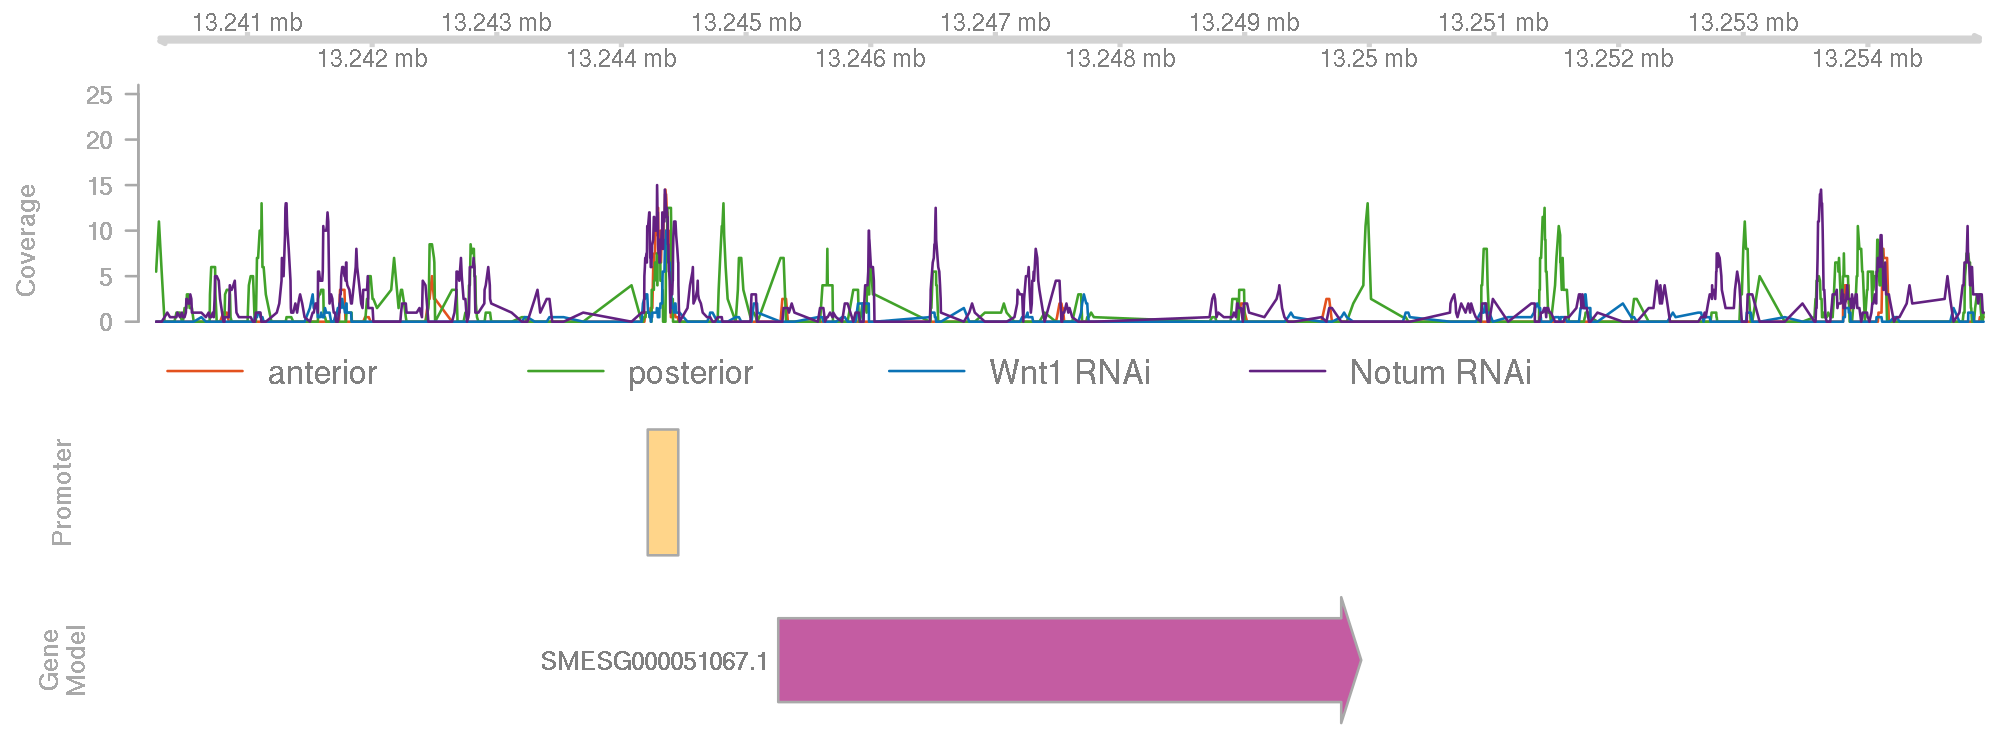 13.241 mb 13.243 mb 13.245 mb 13.247 mb 13.249 mb 13.251 mb 13.253 mb
13.242 mb 13.244 mb 13.246 mb 13.248 mb 13.25 mb 13.252 mb 13.254 mb
Coverage
25
20
15
10
5
0
anterior posterior Wnt1 RNAi Notum RNAi
Promoter
Gene
Model
SMESG000051067.1